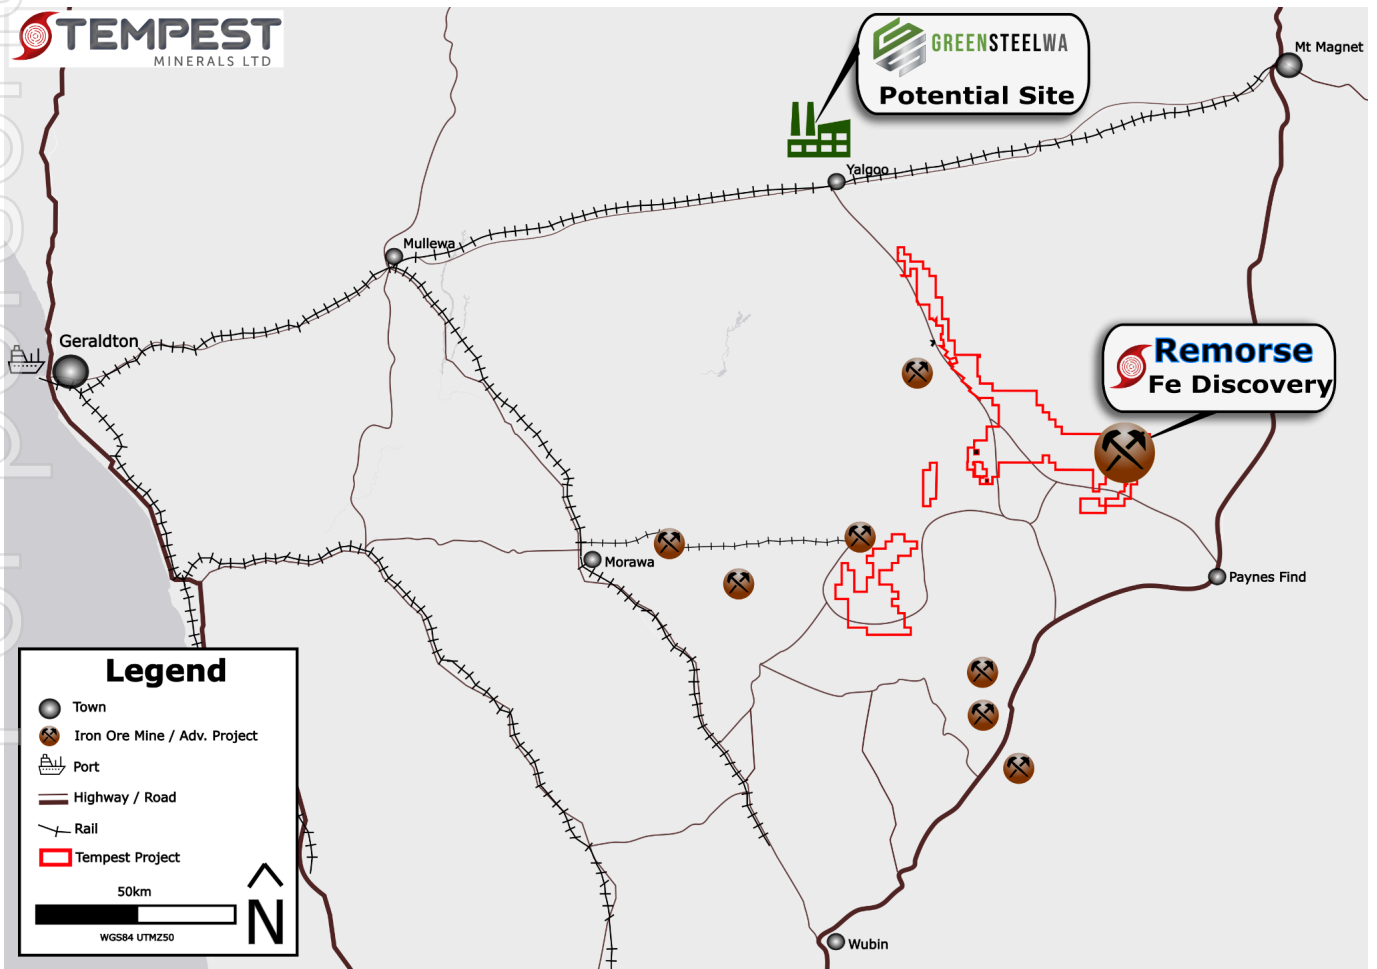 TEMPEST
MINERALS LTD
GREENSTEELWA
Potential Site
Mt Magnet
Yalgoo
Mullewa
Geraldton
Remorse
Fe Discovery
Morawa
Paynes Find
Wubin
Legend
Town
Iron Ore Mine / Adv. Project
Port
Highway / Road
Rail
Tempest Project
50km
WGS84 UTMZ50
N